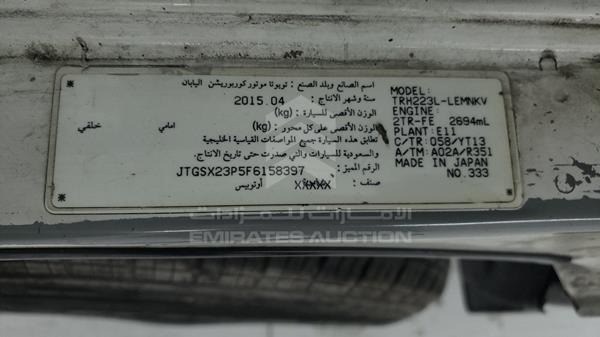 اسم الصانع وبلد الصنع : تويوتا موتور كوربوريشن اليابان
سنة وشهر الانتاج : 2015.04
الوزن الأقصى للسيارة : (kg)
الوزن الأقصى على كل محور : (kg) امامي خلفي
تطابق هذه السيارة جميع المواصفات القياسية الخليجية
والسعودية للسيارات والتي صدرت حتى تاريخ الانتاج.
الرقم المميز : JTGSX23P5F6158397
صنف : XXXXX أوتوبيس
MODEL:
TRH223L-LEMNKV
ENGINE:
2TR-FE 2694mL
PLANT: E11
C/TR: 058/YT13
A/TM: A02A/R351
MADE IN JAPAN
NO.333
الإمارات للمزادات
EMIRATES AUCTION